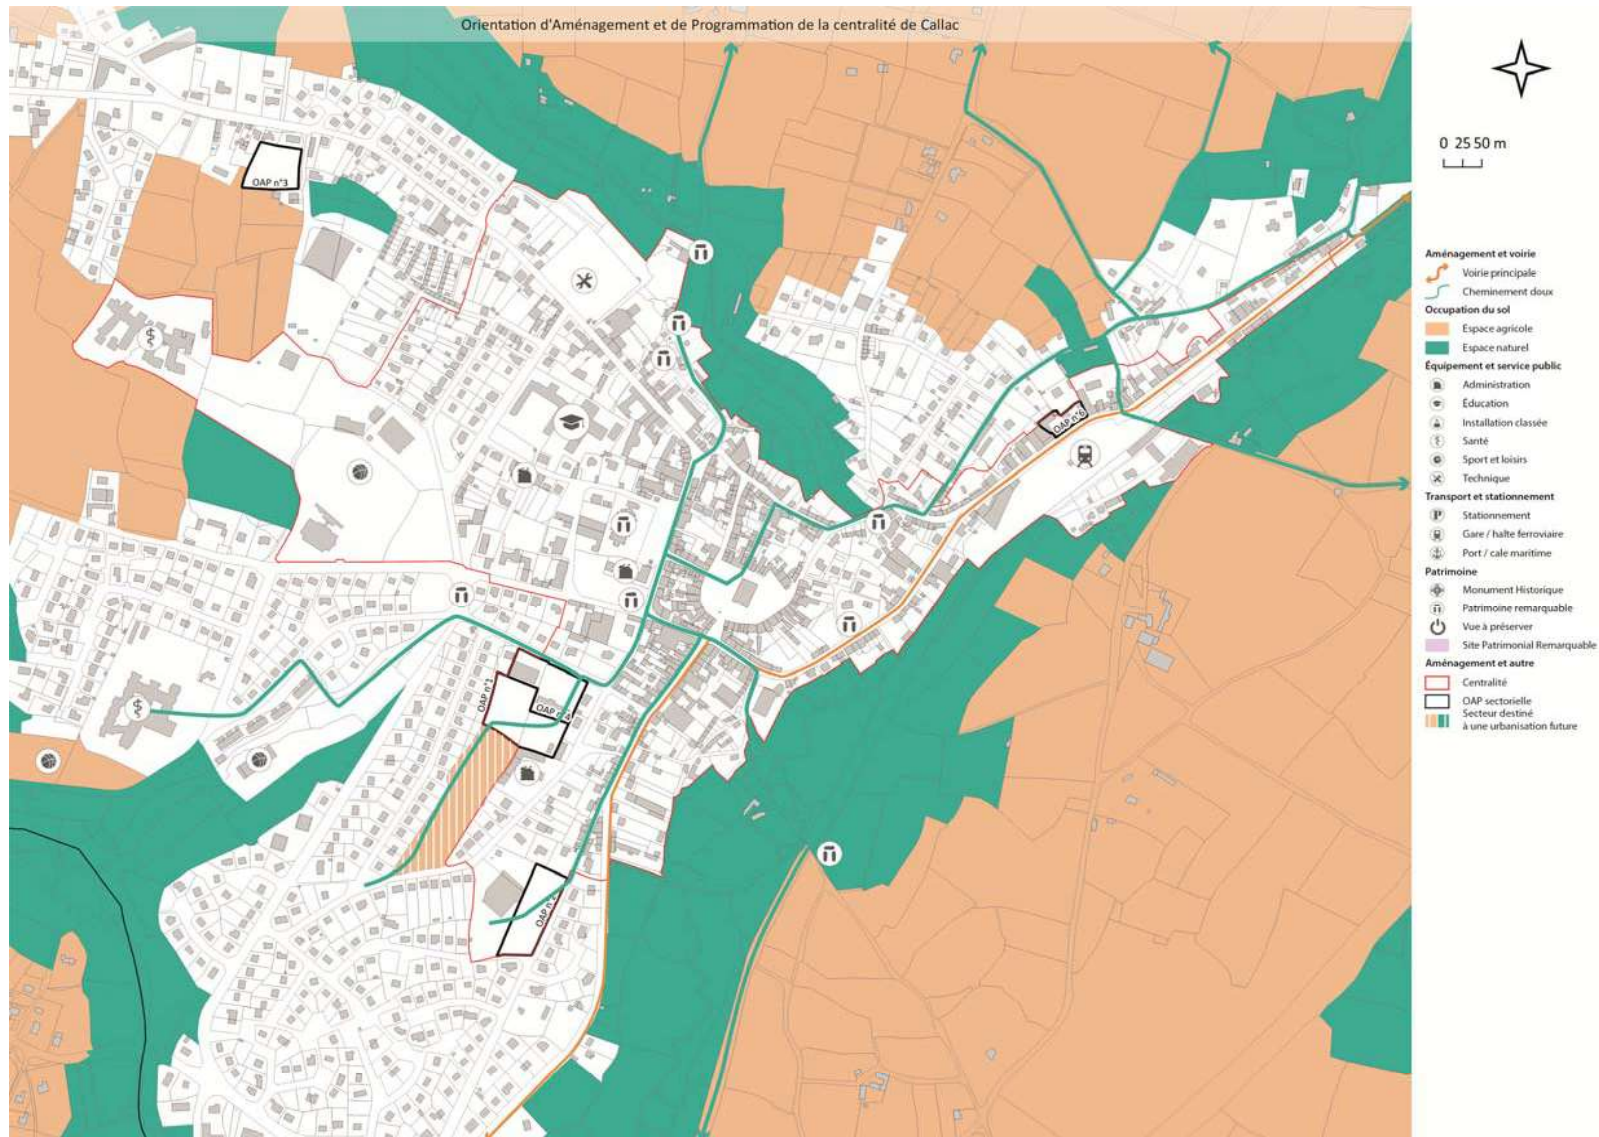 Orientation d'Aménagement et de Programmation de la centralité de Callac
OAP n°3
OAP n°6
OAP n°1
OAP n°4
OAP n°2
0 25 50 m
Aménagement et voirie
Voirie principale
Cheminement doux
Occupation du sol
Espace agricole
Espace naturel
Équipement et service public
Administration
Éducation
Installation classée
Santé
Sport et loisirs
Technique
Transport et stationnement
P Stationnement
Gare / halte ferroviaire
Port / cale maritime
Patrimoine
Monument Historique
Patrimoine remarquable
Vue à préserver
Site Patrimonial Remarquable
Aménagement et autre
Centralité
OAP sectorielle
Secteur destiné
à une urbanisation future